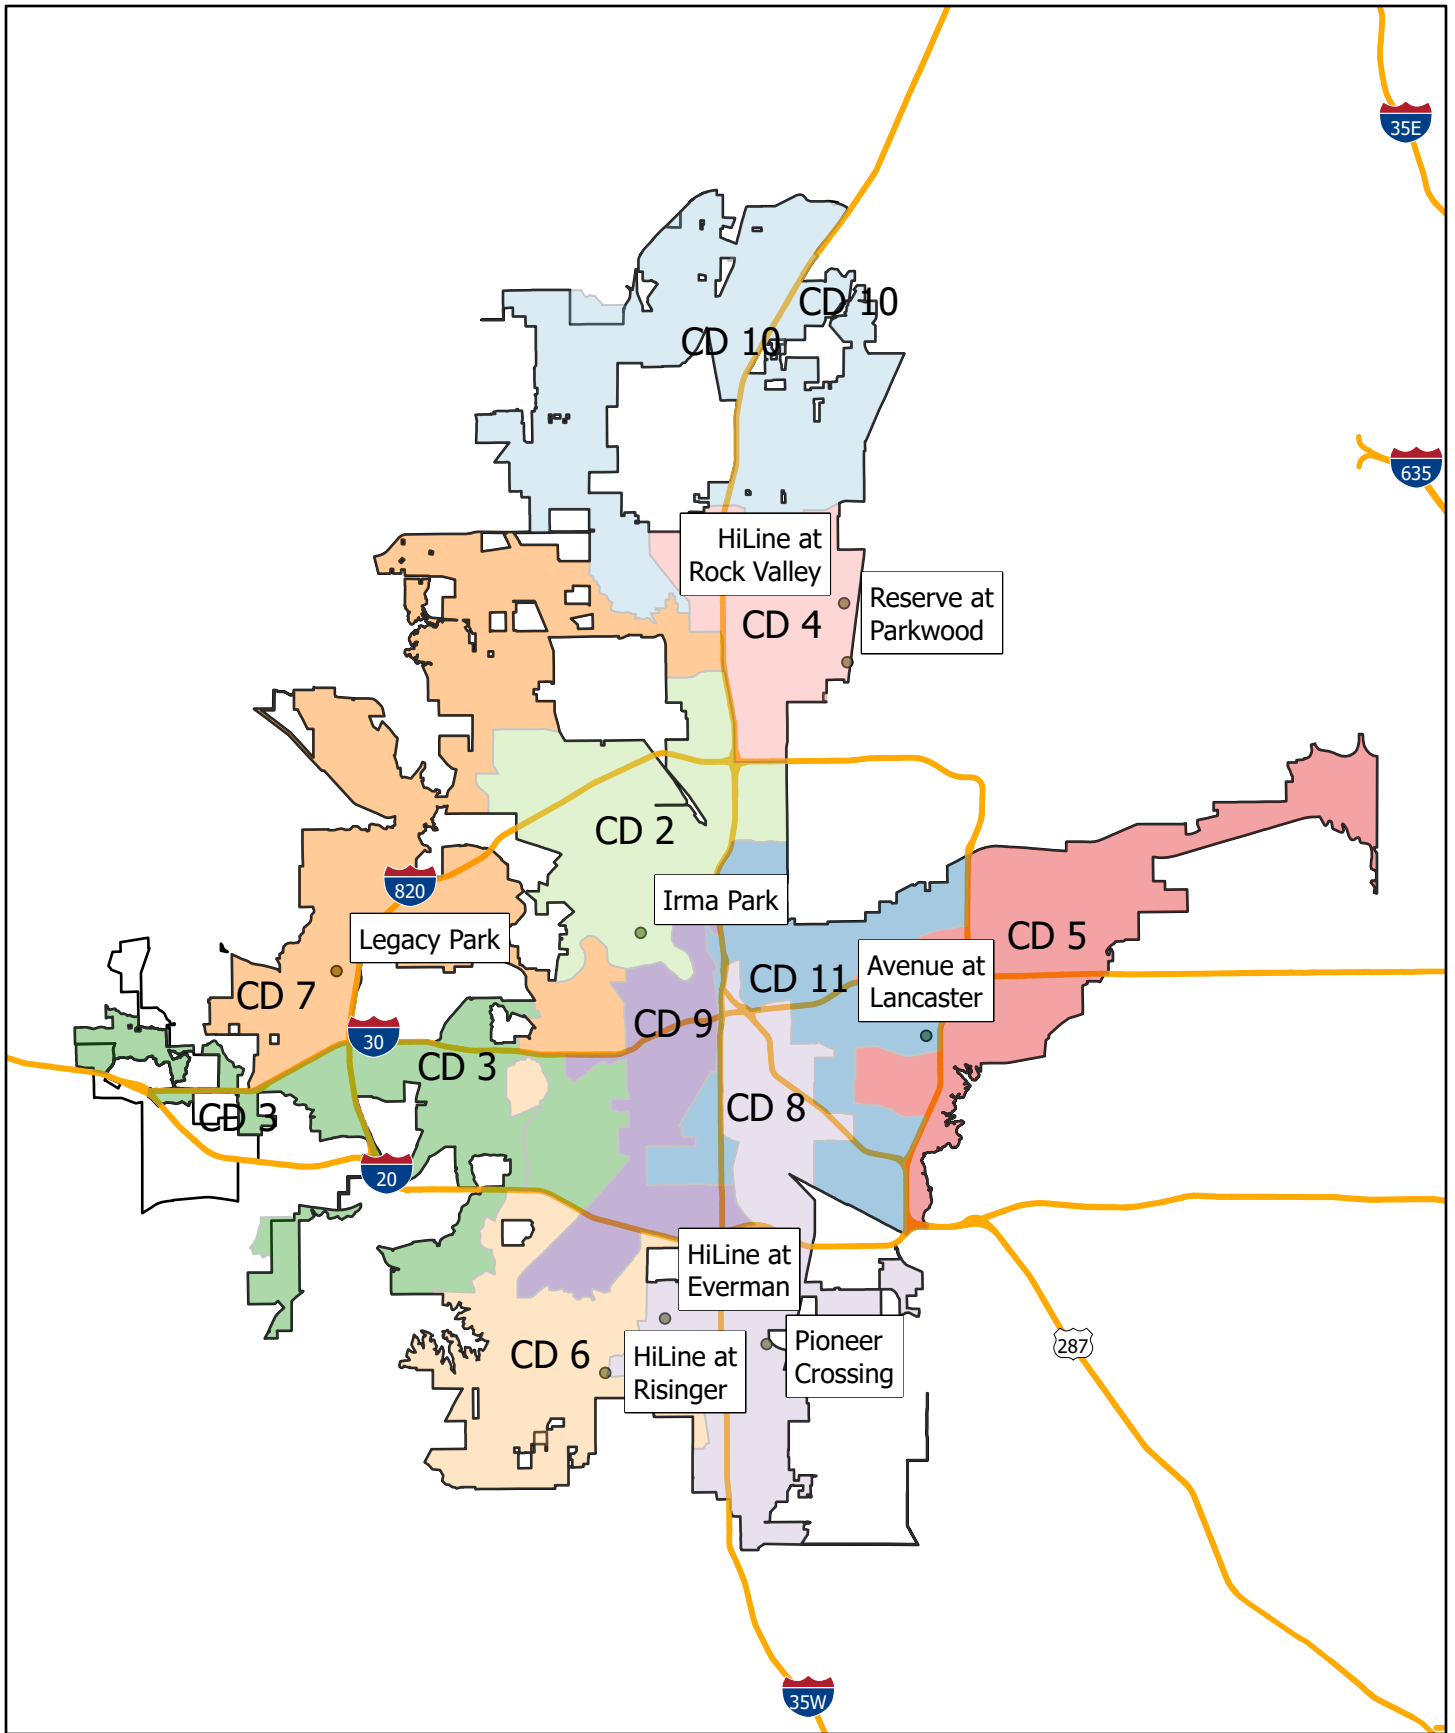 35E
CD 10
CD 10
635
HiLine at
Rock Valley
Reserve at
Parkwood
CD 4
CD 2
820
Irma Park
Legacy Park
CD 5
Avenue at
Lancaster
CD 11
CD 7
CD 9
30
CD 3
CD 8
CD 3
20
HiLine at
Everman
287
Pioneer
Crossing
CD 6
HiLine at
Risinger
35W